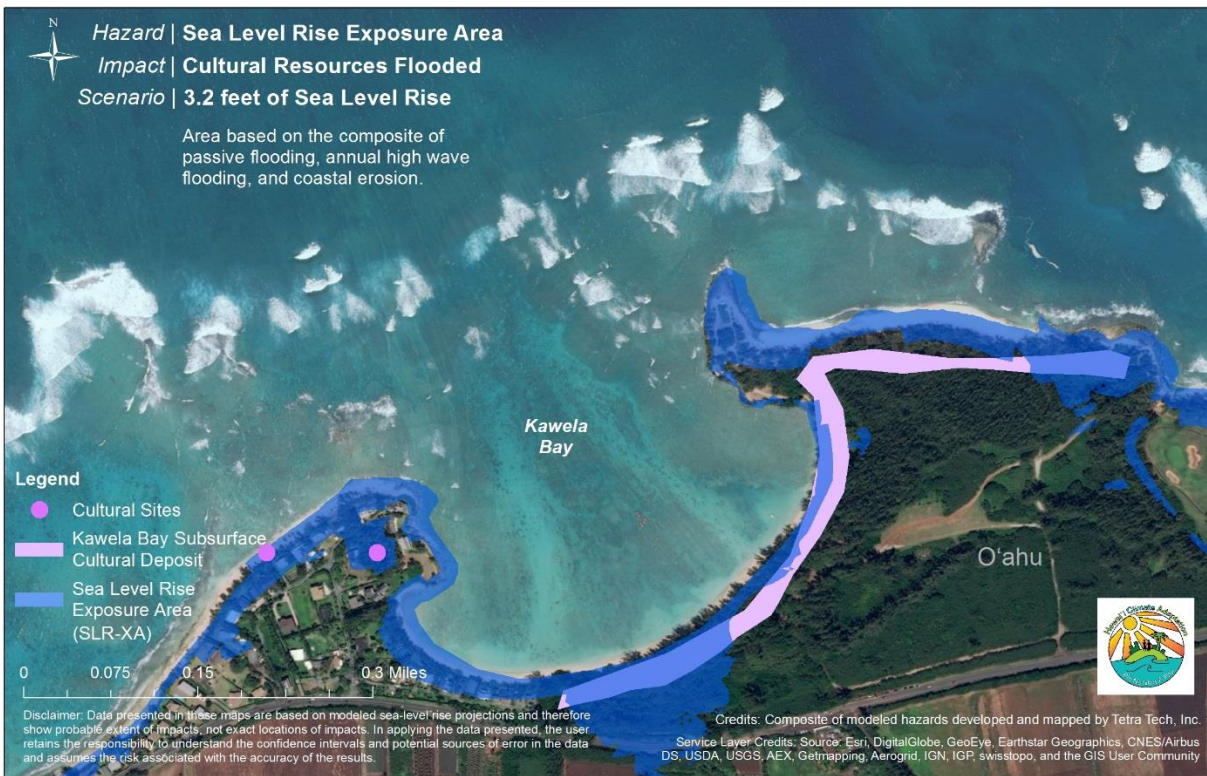 N
Hazard | Sea Level Rise Exposure Area
Impact | Cultural Resources Flooded
Scenario | 3.2 feet of Sea Level Rise
Area based on the composite of
passive flooding, annual high wave
flooding, and coastal erosion.
Kawela
Bay
Legend
Cultural Sites
Kawela Bay Subsurface
Cultural Deposit
Sea Level Rise
Exposure Area
(SLR-XA)
Oʻahu
0 0.075 0.15 0.3 Miles
Hawaiʻi Climate Adaptation
Disclaimer: Data presented in these maps are based on modeled sea-level rise projections and therefore
show probable extent of impacts, not exact locations of impacts. In applying the data presented, the user
retains the responsibility to understand the confidence intervals and potential sources of error in the data
and assumes the risk associated with the accuracy of the results.
Credits: Composite of modeled hazards developed and mapped by Tetra Tech, Inc.
Service Layer Credits: Source: Esri, DigitalGlobe, GeoEye, Earthstar Geographics, CNES/Airbus
DS, USDA, USGS, AEX, Getmapping, Aerogrid, IGN, IGP, swisstopo, and the GIS User Community